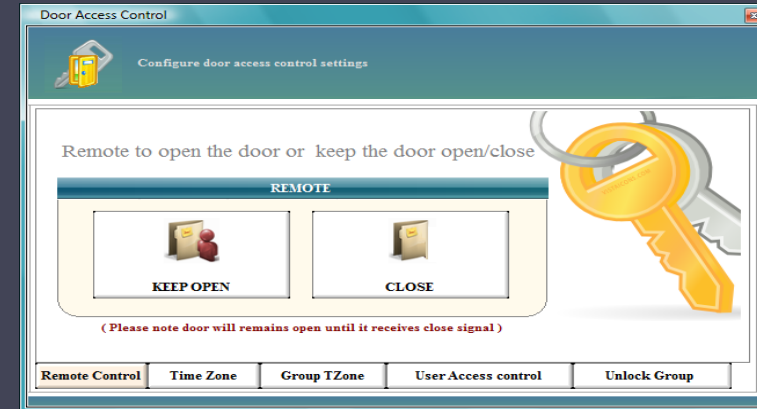 Door Access Control
Configure door access control settings
Remote to open the door or keep the door open/close
REMOTE
KEEP OPEN
CLOSE
( Please note door will remains open until it receives close signal )
Remote Control
Time Zone
Group TZone
User Access control
Unlock Group